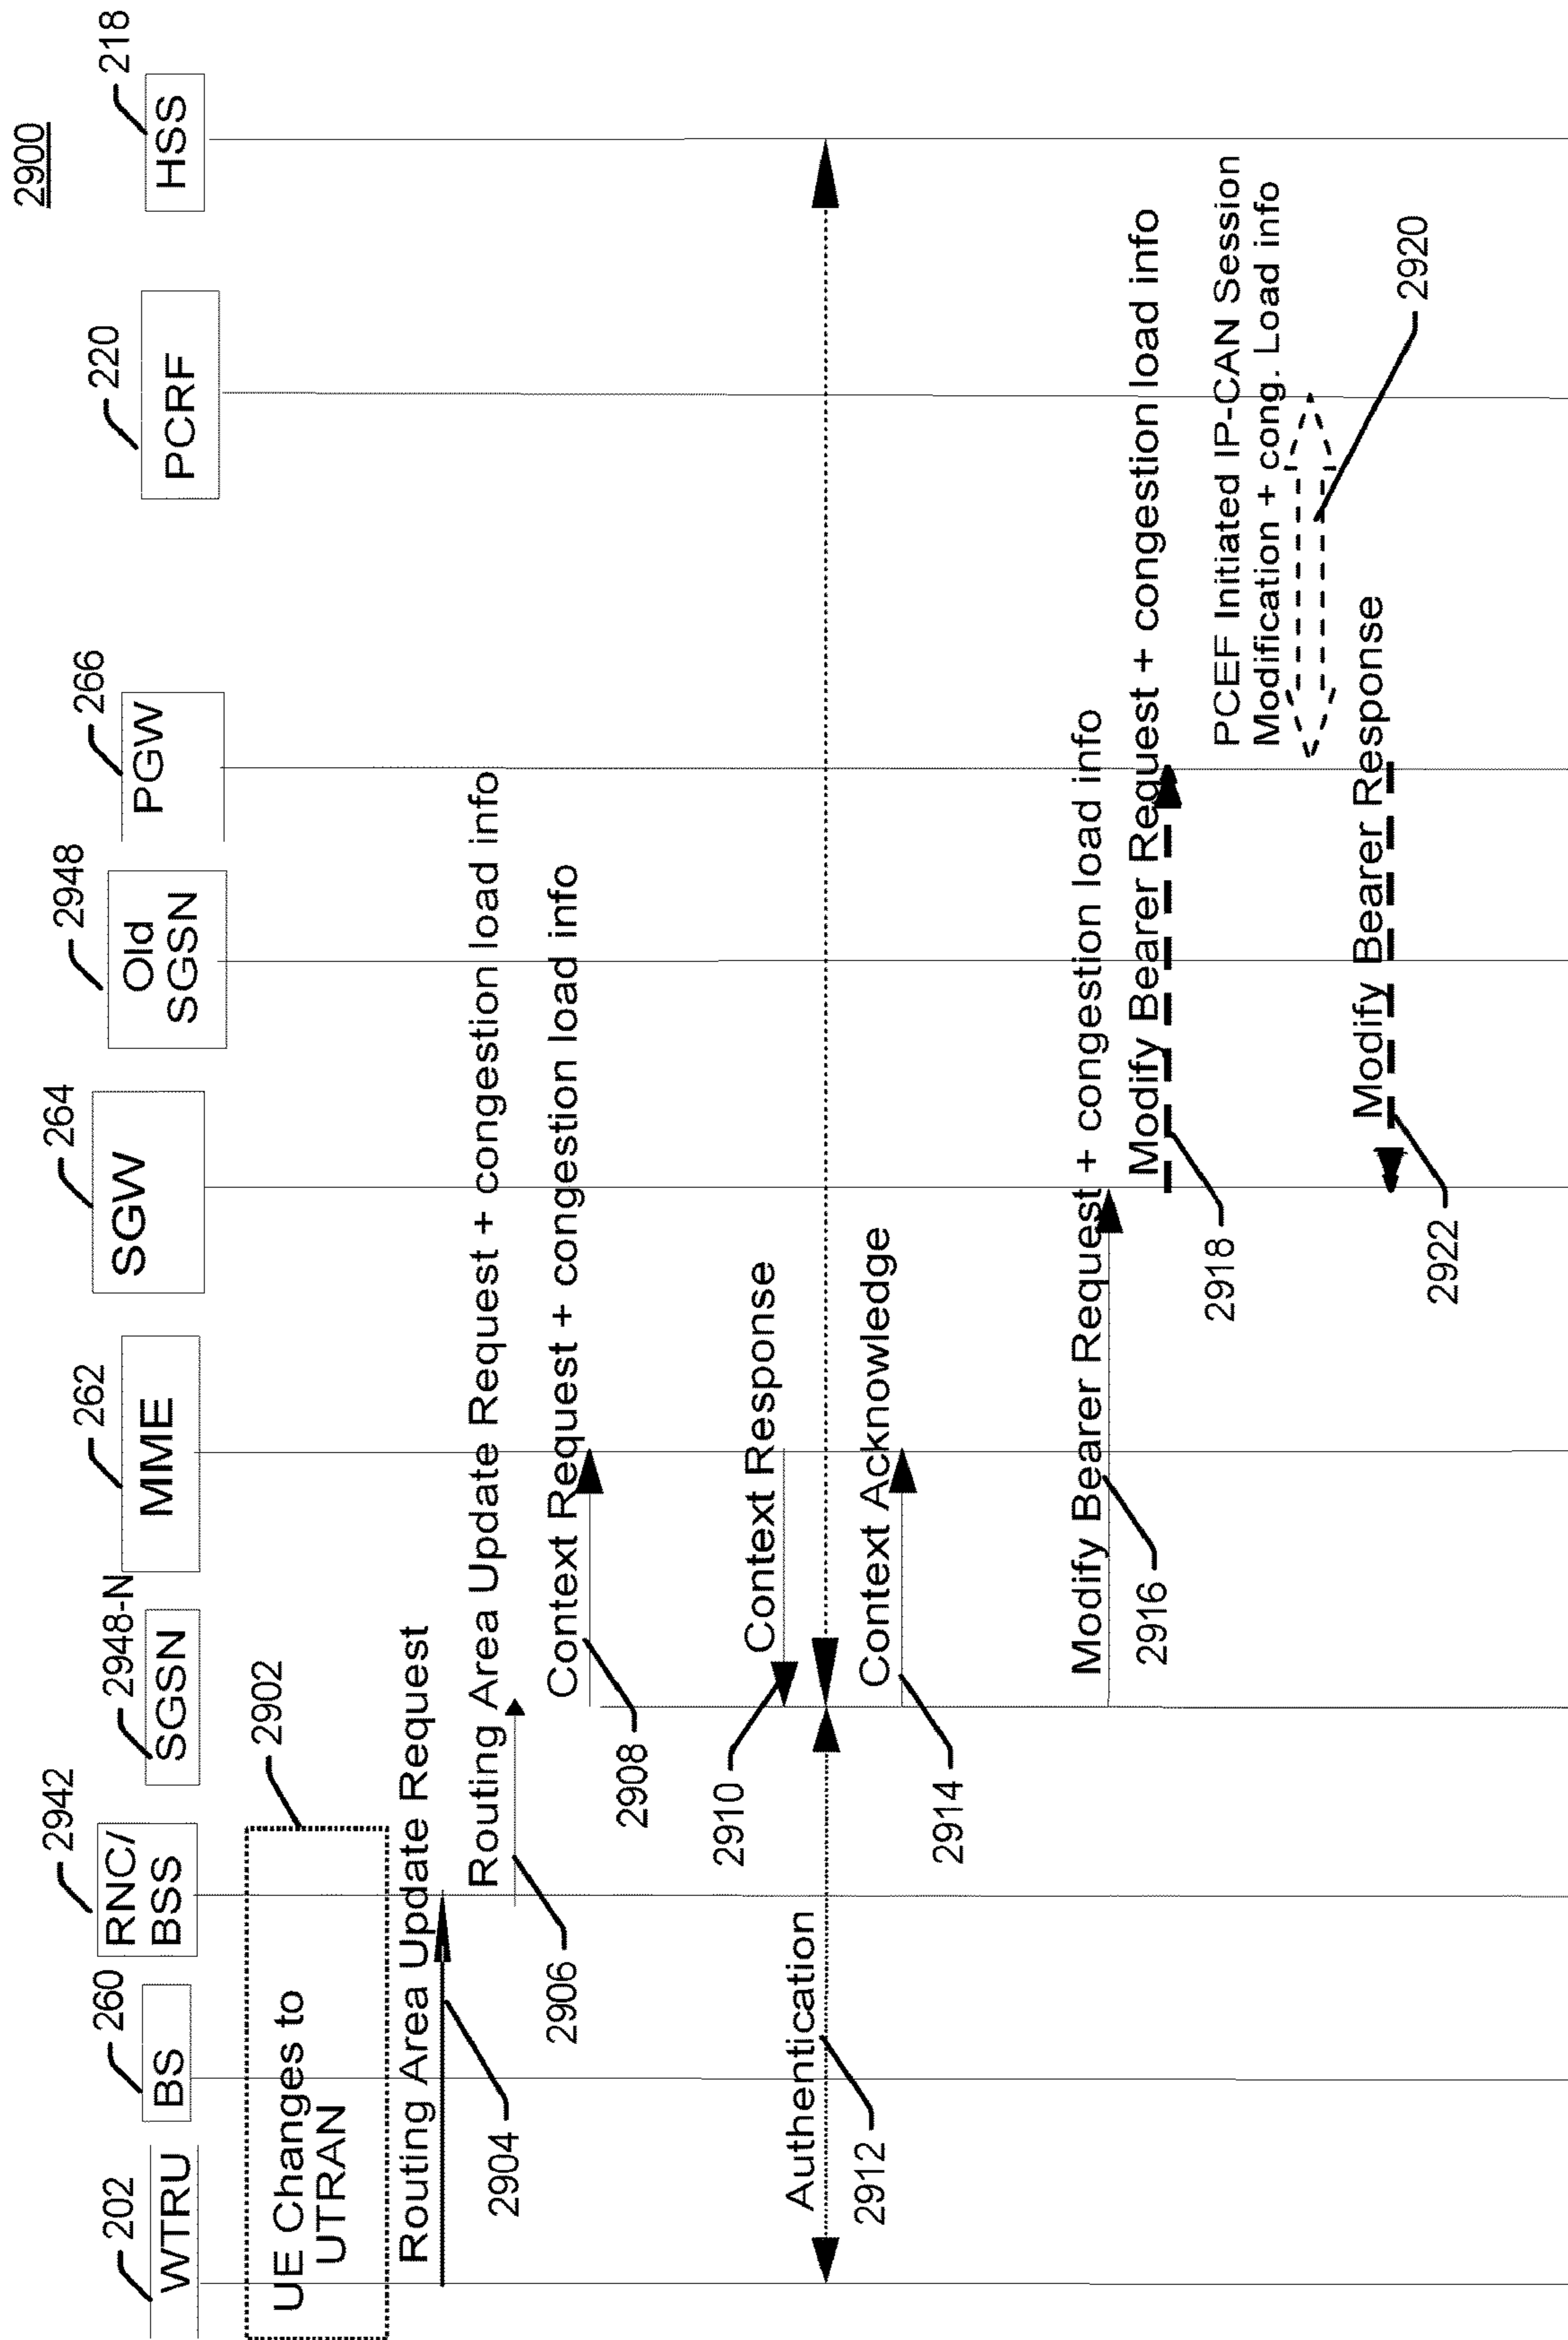 2900
202
WTRU
260
BS
2942
RNC/
BSS
2948-N
SGSN
262
MME
264
SGW
2948
Old
SGSN
266
PGW
220
PCRF
218
HSS
UE Changes to
UTRAN
2902
Routing Area Update Request
2904
Routing Area Update Request + congestion load info
2906
Context Request + congestion load info
2908
Context Response
2910
Authentication
2912
Context Acknowledge
2914
Modify Bearer Request + congestion load info
2916
Modify Bearer Request + congestion load info
2918
PCEF Initiated IP-CAN Session
Modification + cong. Load info
2920
Modify Bearer Response
2922